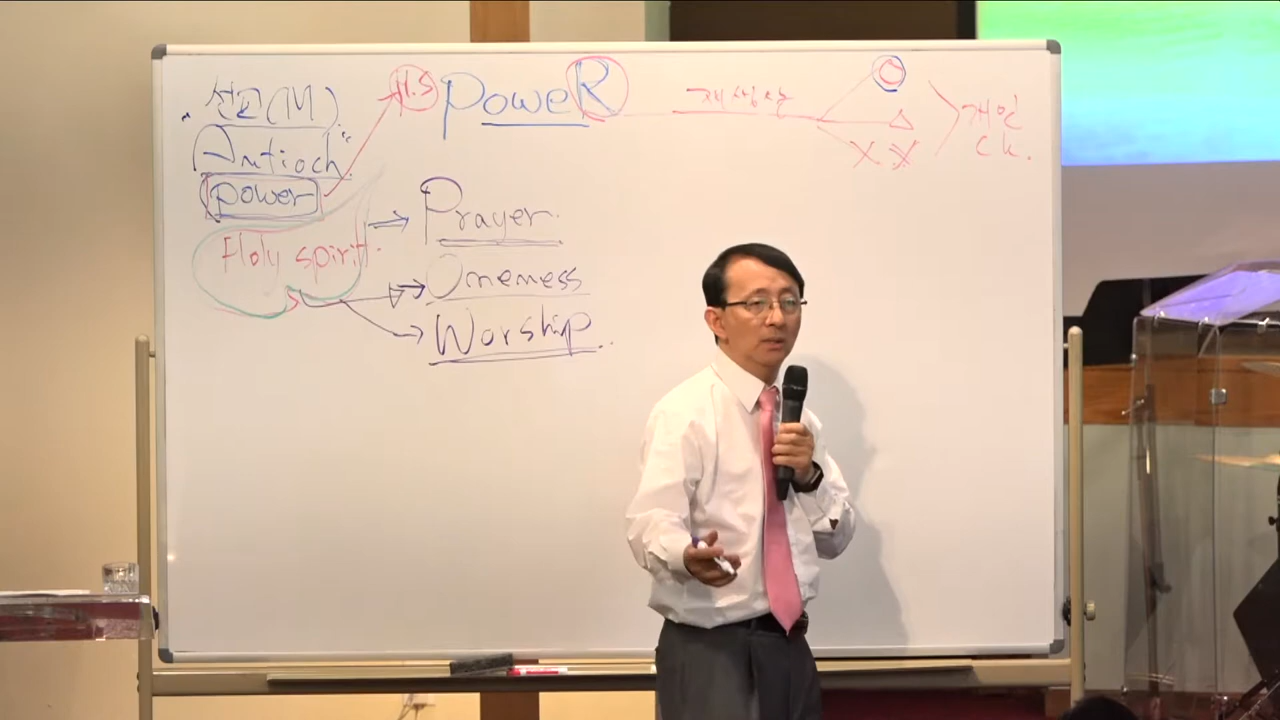 선교(M)
"Antioch"
power
Holy spirit.
H.S
poweR
재생산
X X
개인
Ch.
Prayer.
Oneness
Worship.